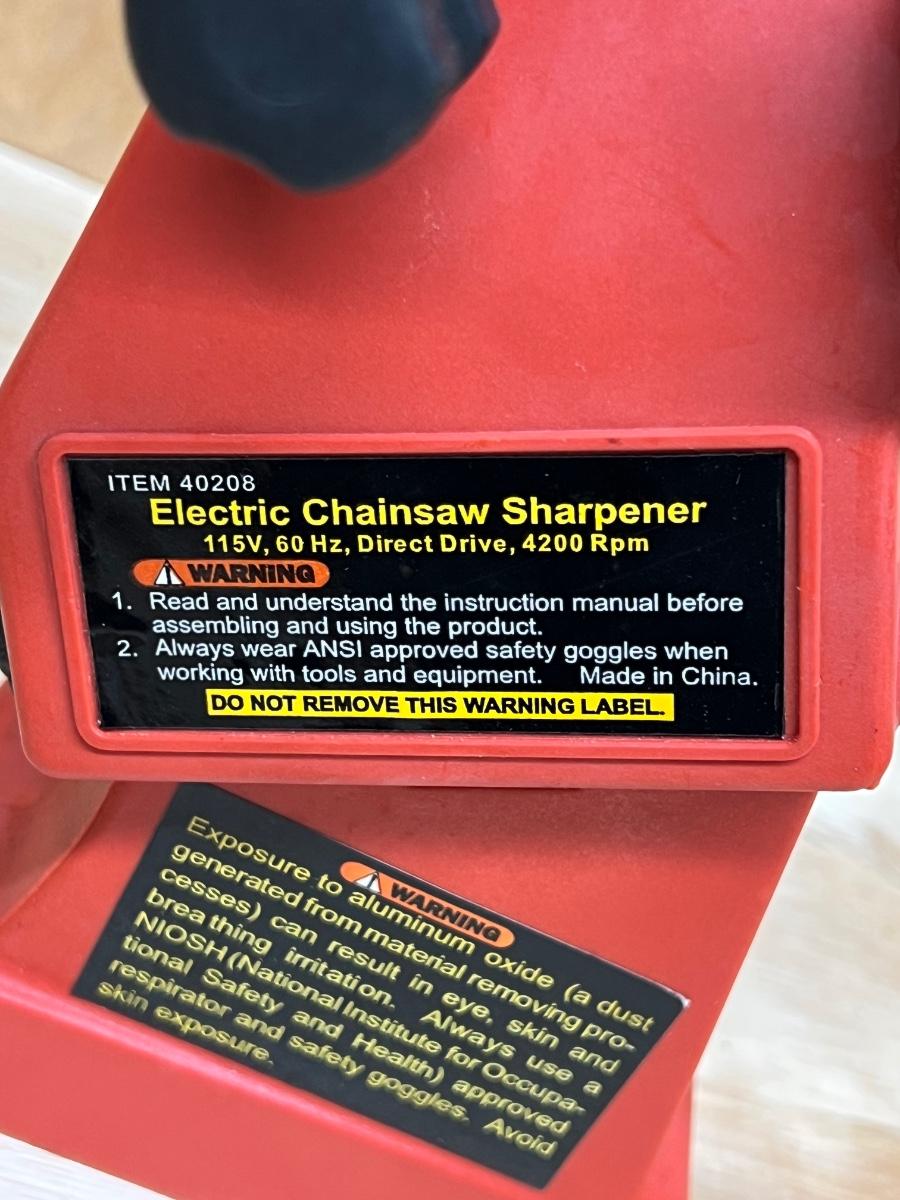 ITEM 40208
Electric Chainsaw Sharpener
115V, 60 Hz, Direct Drive, 4200 Rpm
WARNING
1. Read and understand the instruction manual before
assembling and using the product.
2. Always wear ANSI approved safety goggles when
working with tools and equipment. Made in China.
DO NOT REMOVE THIS WARNING LABEL.
WARNING
Exposure to aluminum oxide (a dust
generated from material removing pro-
cesses) can result in eye, skin and
breathing irritation. Always use a
NIOSH(National Institute for Occupa-
tional Safety and Health) approved
respirator and safety goggles. Avoid
skin exposure.